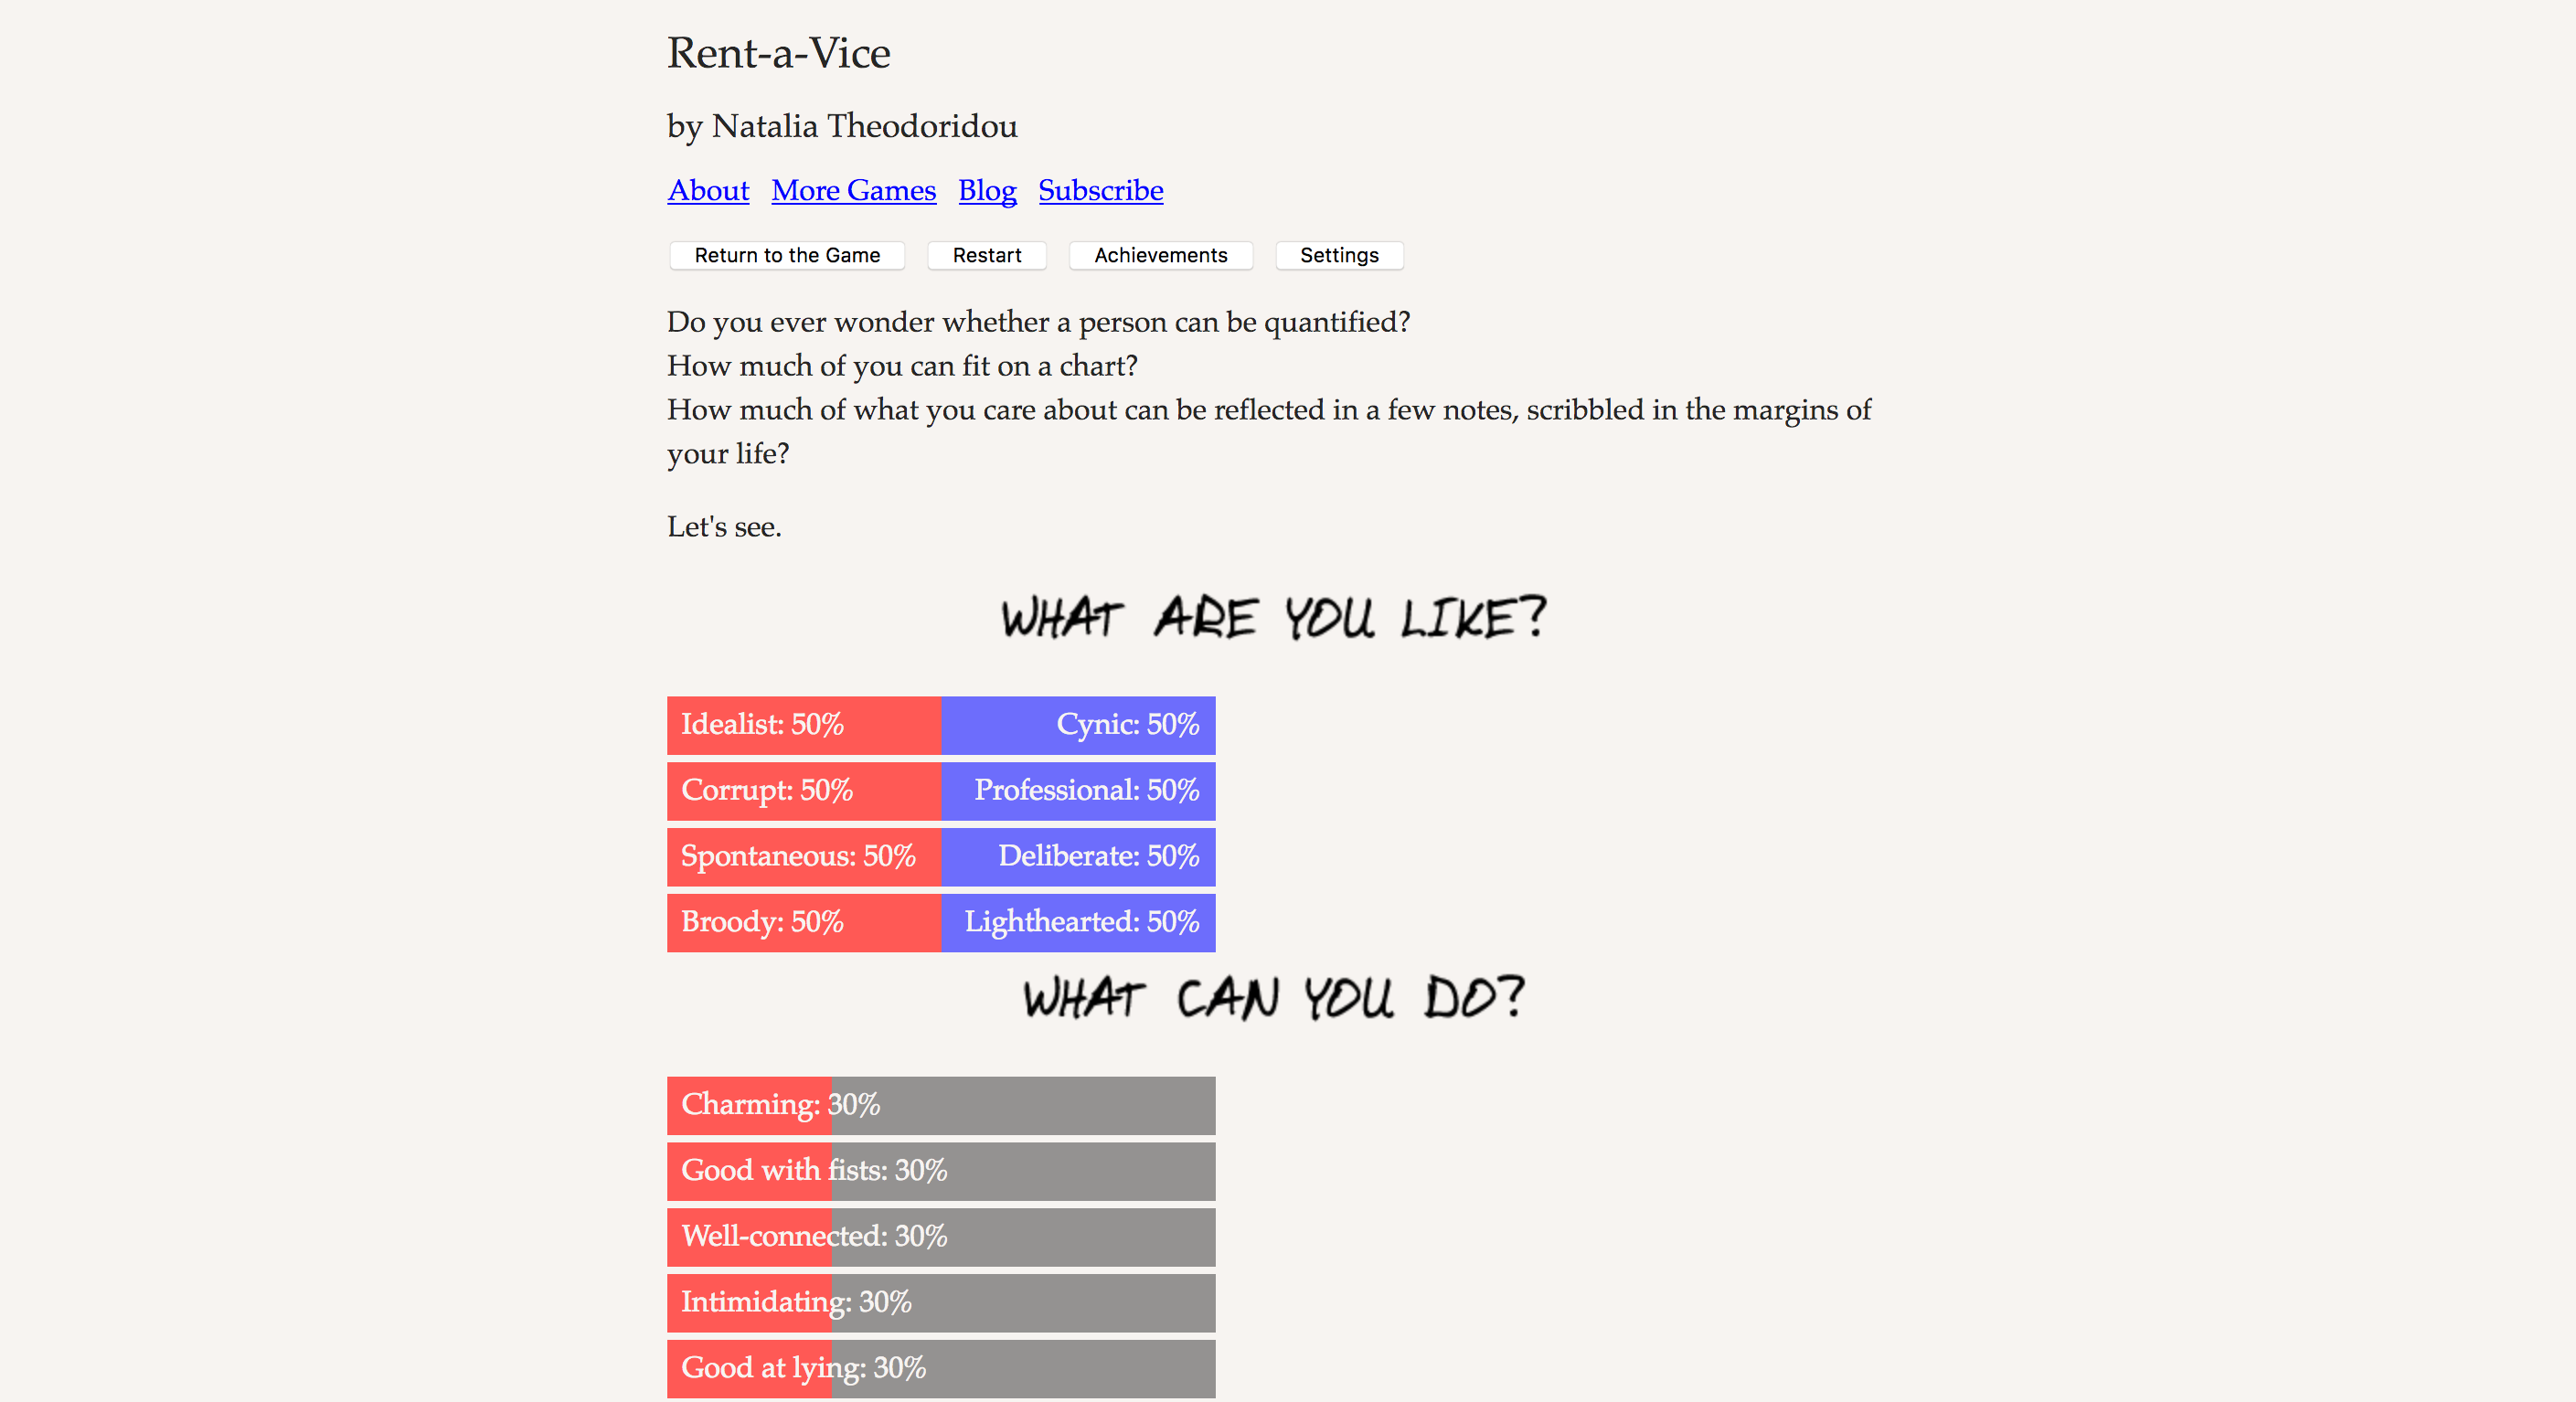 Rent-a-Vice
by Natalia Theodoridou
About More Games Blog Subscribe
Return to the Game Restart Achievements Settings
Do you ever wonder whether a person can be quantified?
How much of you can fit on a chart?
How much of what you care about can be reflected in a few notes, scribbled in the margins of
your life?
Let's see.
WHAT ARE YOU LIKE?
Idealist: 50% Cynic: 50%
Corrupt: 50% Professional: 50%
Spontaneous: 50% Deliberate: 50%
Broody: 50% Lighthearted: 50%
WHAT CAN YOU DO?
Charming: 30%
Good with fists: 30%
Well-connected: 30%
Intimidating: 30%
Good at lying: 30%